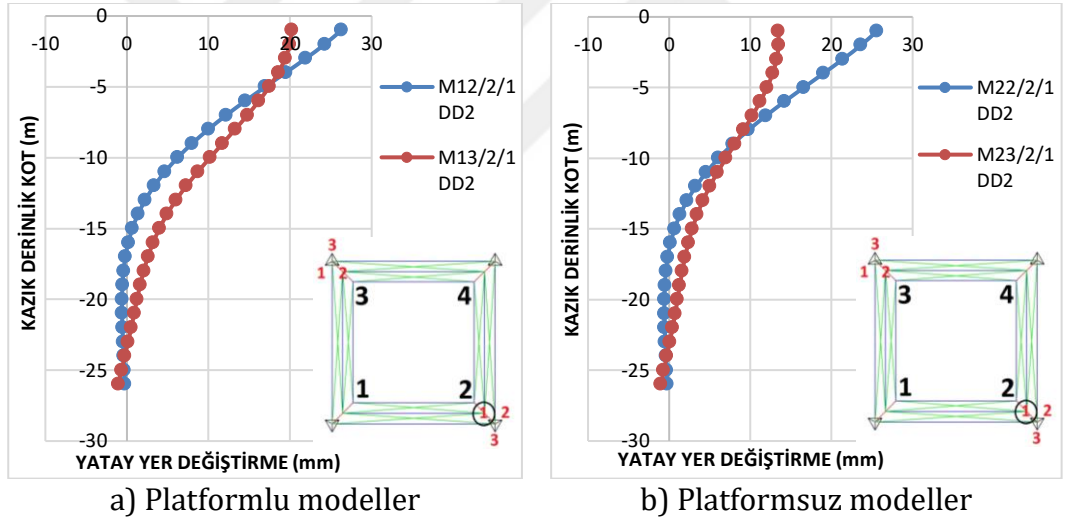 -10
0
10
20
30
0
-5
-10
-15
-20
-25
-30
KAZIK DERİNLİK KOT (m)
YATAY YER DEĞİŞTİRME (mm)
M12/2/1
DD2
M13/2/1
DD2
3
1 2
3 4
1 2
1 2
3
a) Platformlu modeller
-10
0
10
20
30
0
-5
-10
-15
-20
-25
-30
KAZIK DERİNLİK KOT (m)
YATAY YER DEĞİŞTİRME (mm)
M22/2/1
DD2
M23/2/1
DD2
3
1 2
3 4
1 2
1 2
3
b) Platformsuz modeller